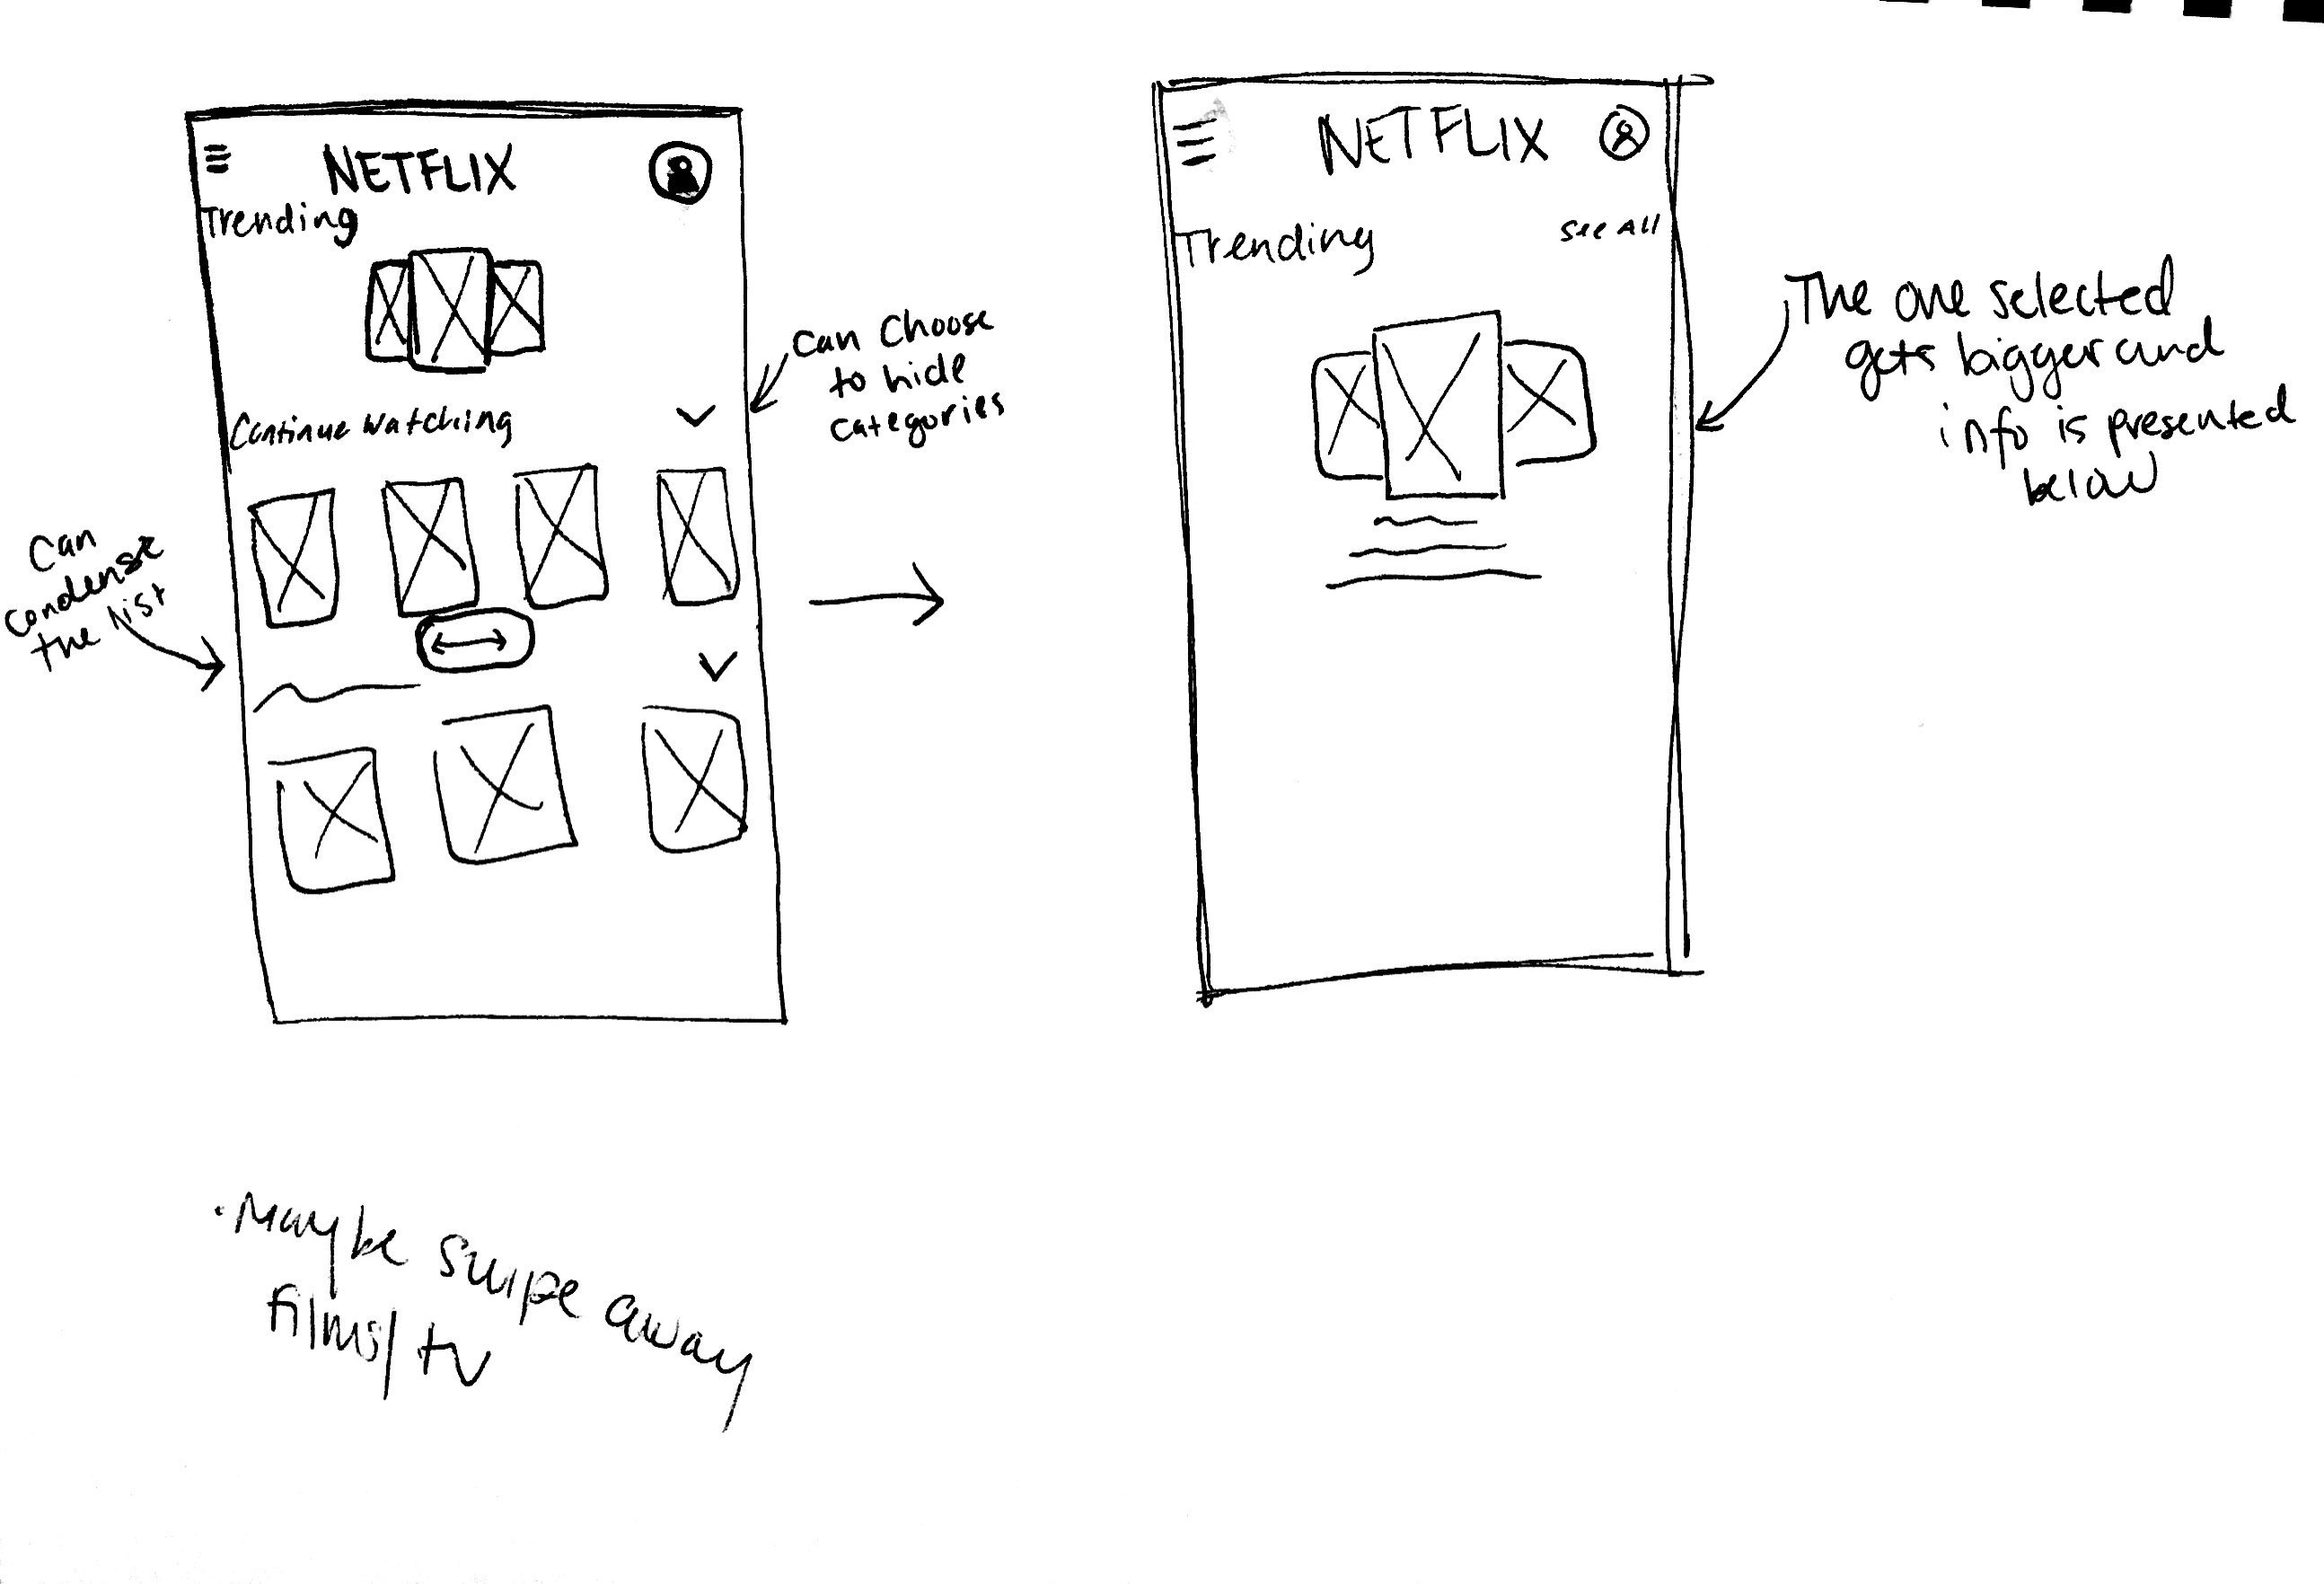 NETFLIX
Trending
Continue Watching
can choose
to hide
categories
Can
condense
the list
NETFLIX
Trending
See All
The one selected
gets bigger and
info is presented
below
• Maybe swipe away
films/tv